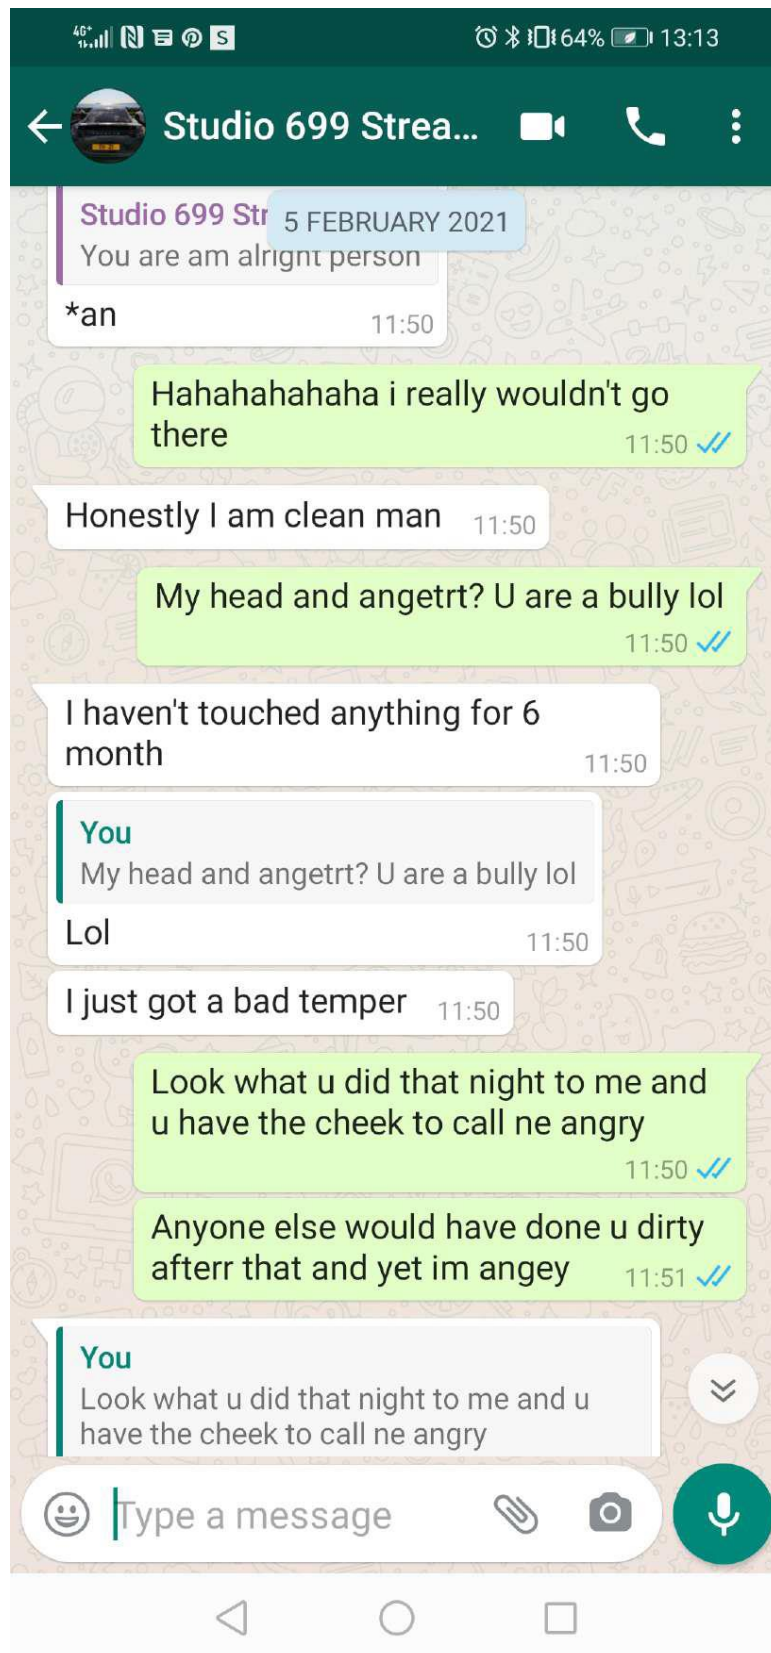 4G+
64% 13:13
S
Studio 699 Strea...
Studio 699 Str
5 FEBRUARY 2021
You are am alright person
*an
11:50
Hahahahahaha i really wouldn't go
there
11:50
Honestly I am clean man 11:50
My head and angetrt? U are a bully lol
11:50
I haven't touched anything for 6
month
11:50
You
My head and angetrt? U are a bully lol
Lol
11:50
I just got a bad temper 11:50
Look what u did that night to me and
u have the cheek to call ne angry
11:50
Anyone else would have done u dirty
afterr that and yet im angey 11:51
You
Look what u did that night to me and u
have the cheek to call ne angry
Type a message